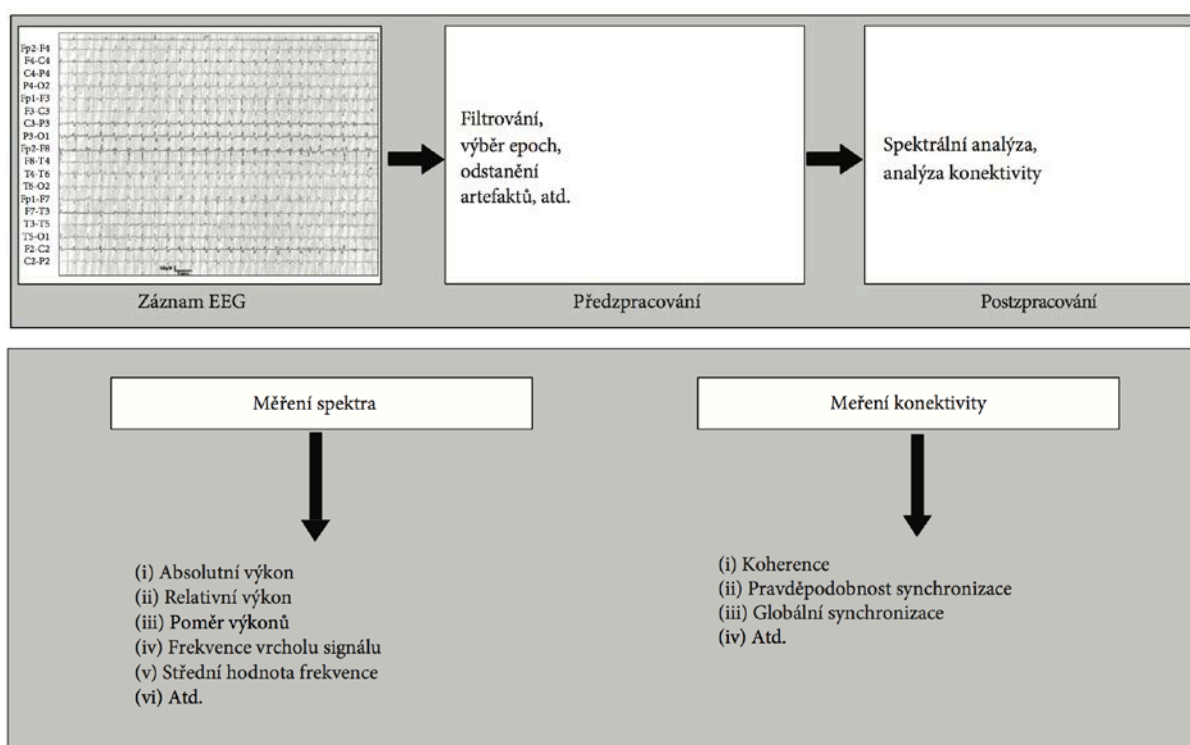 Fp2-F4
F4-C4
C4-P4
P4-O2
Fp1-F3
F3-C3
C3-P3
P3-O1
Fp2-F8
F8-T4
T4-T6
T6-O2
Fp1-F7
F7-T3
T3-T5
T5-O1
F2-C2
C2-P2
Záznam EEG
Filtrování,
výběr epoch,
odstanění
artefaktů, atd.
Předzpracování
Spektrální analýza,
analýza konektivity
Postzpracování
Měření spektra
(i) Absolutní výkon
(ii) Relativní výkon
(iii) Poměr výkonů
(iv) Frekvence vrcholu signálu
(v) Střední hodnota frekvence
(vi) Atd.
Meření konektivity
(i) Koherence
(ii) Pravděpodobnost synchronizace
(iii) Globální synchronizace
(iv) Atd.